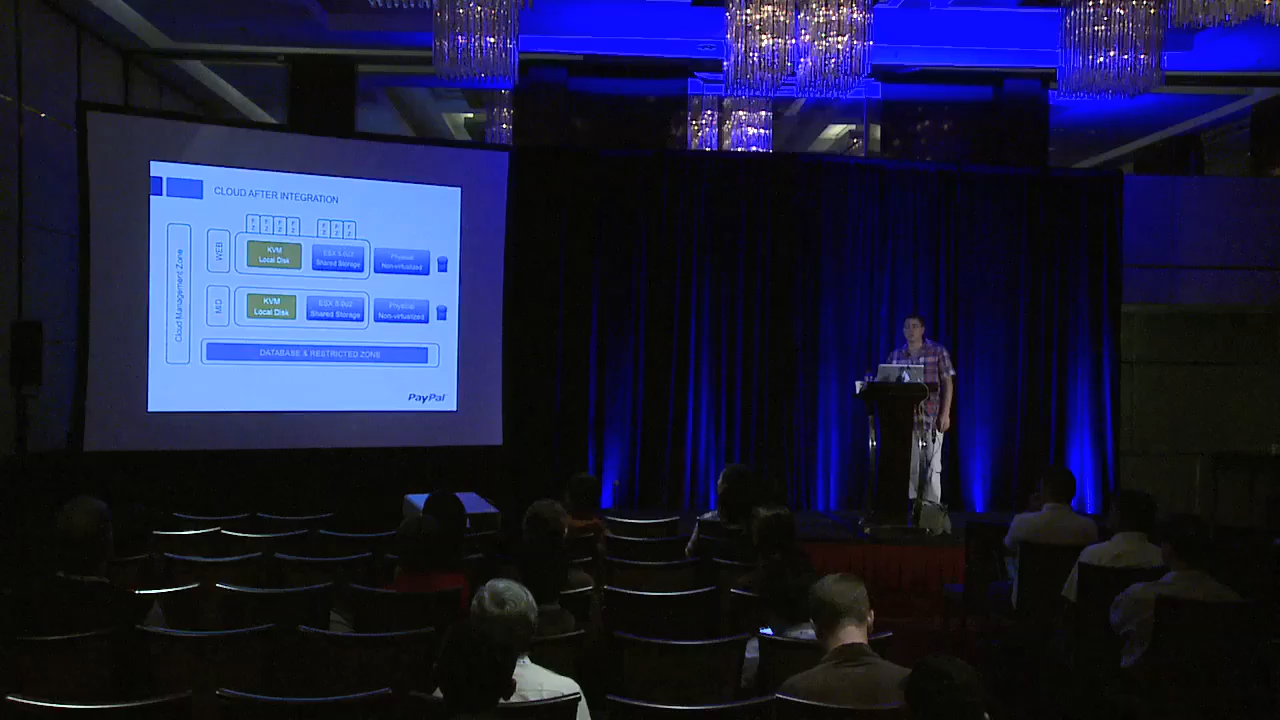 CLOUD AFTER INTEGRATION
Cloud Management Zone
WEB
KVM
Local Disk
Shared Storage
Physical
Non-virtualized
MID
KVM
Local Disk
Shared Storage
Physical
Non-virtualized
DATABASE & RESTRICTED ZONE
PayPal